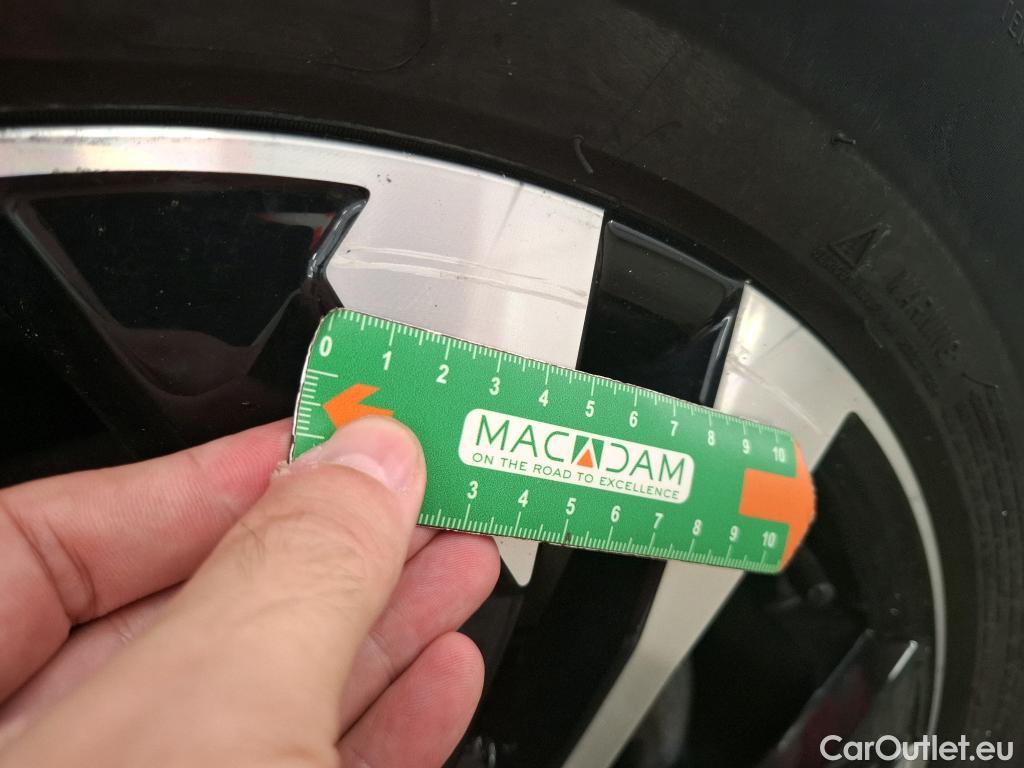 0 1 2 3 4 5 6 7 8 9 10
MACADAM
ON THE ROAD TO EXCELLENCE
3 4 5 6 7 8 9 10
WARNING
CarOutlet.eu